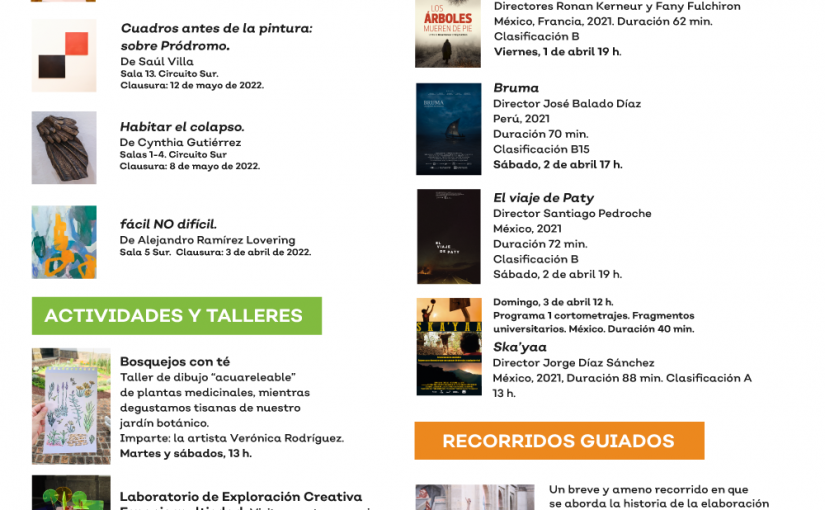 Cuadros antes de la pintura:
sobre Pródromo.
De Saúl Villa
Sala 13. Circuito Sur.
Clausura: 12 de mayo de 2022.
Habitar el colapso.
De Cynthia Gutiérrez
Salas 1-4. Circuito Sur
Clausura: 8 de mayo de 2022.
fácil NO difícil.
De Alejandro Ramírez Lovering
Sala 5 Sur. Clausura: 3 de abril de 2022.
ACTIVIDADES Y TALLERES
Bosquejos con té
Taller de dibujo “acuareleable”
de plantas medicinales, mientras
degustamos tisanas de nuestro
jardín botánico.
Imparte: la artista Verónica Rodríguez.
Martes y sábados, 13 h.
Laboratorio de Exploración Creativa
LOS
ÁRBOLES
MUEREN DE PIE
Directores Ronan Kerneur y Fany Fulchiron
México, Francia, 2021. Duración 62 min.
Clasificación B
Viernes, 1 de abril 19 h.
BRUMA
Bruma
Director José Balado Díaz
Perú, 2021
Duración 70 min.
Clasificación B15
Sábado, 2 de abril 17 h.
EL
VIAJE
DE PATY
El viaje de Paty
Director Santiago Pedroche
México, 2021
Duración 72 min.
Clasificación B
Sábado, 2 de abril 19 h.
SKA'YAA
Domingo, 3 de abril 12 h.
Programa 1 cortometrajes. Fragmentos
universitarios. México. Duración 40 min.
Ska’yaa
Director Jorge Díaz Sánchez
México, 2021, Duración 88 min. Clasificación A
13 h.
RECORRIDOS GUIADOS
Un breve y ameno recorrido en que
se aborda la historia de la elaboración